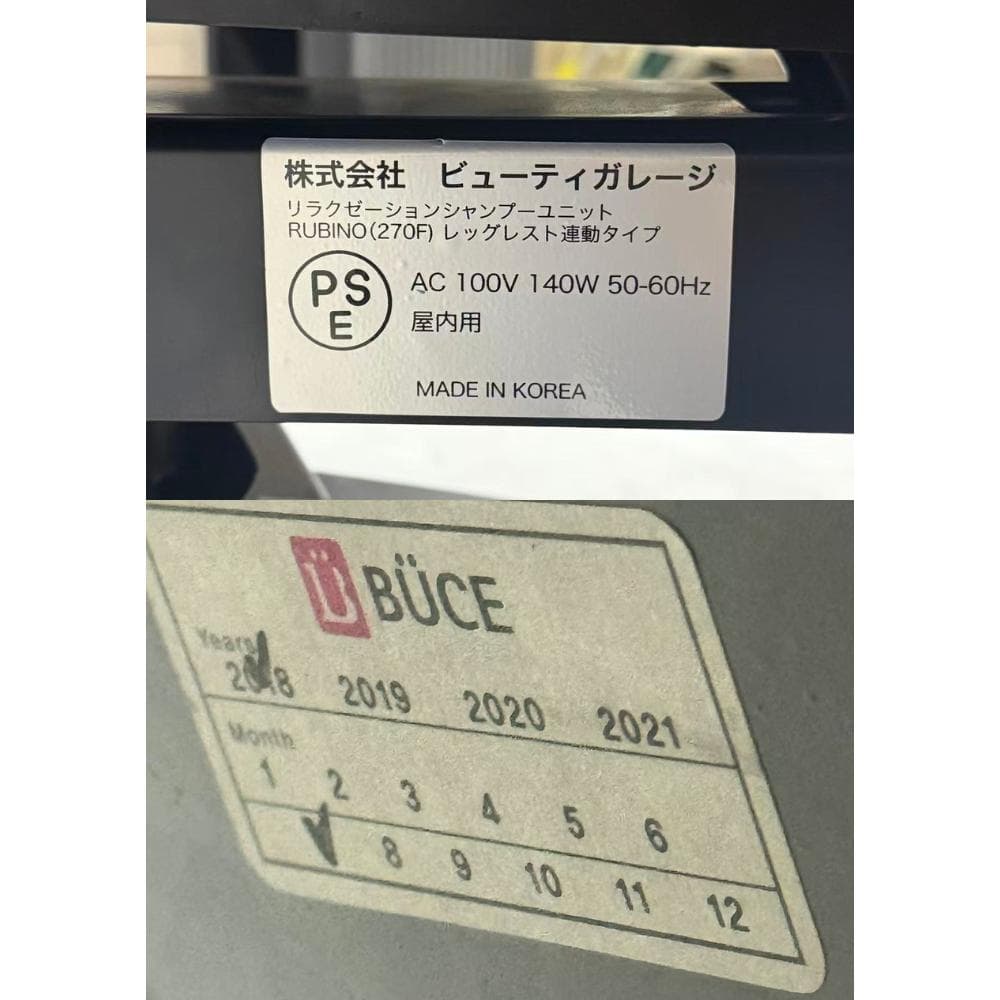 株式会社 ビューティガレージ
リラクゼーションシャンプーユニット
RUBINO(270F) レッグレスト連動タイプ
PS
E
AC 100V 140W 50-60Hz
屋内用
MADE IN KOREA
Ü BÜCE
Years
2018 2019 2020 2021
Month
1 2 3 4 5 6
8 9 10 11 12